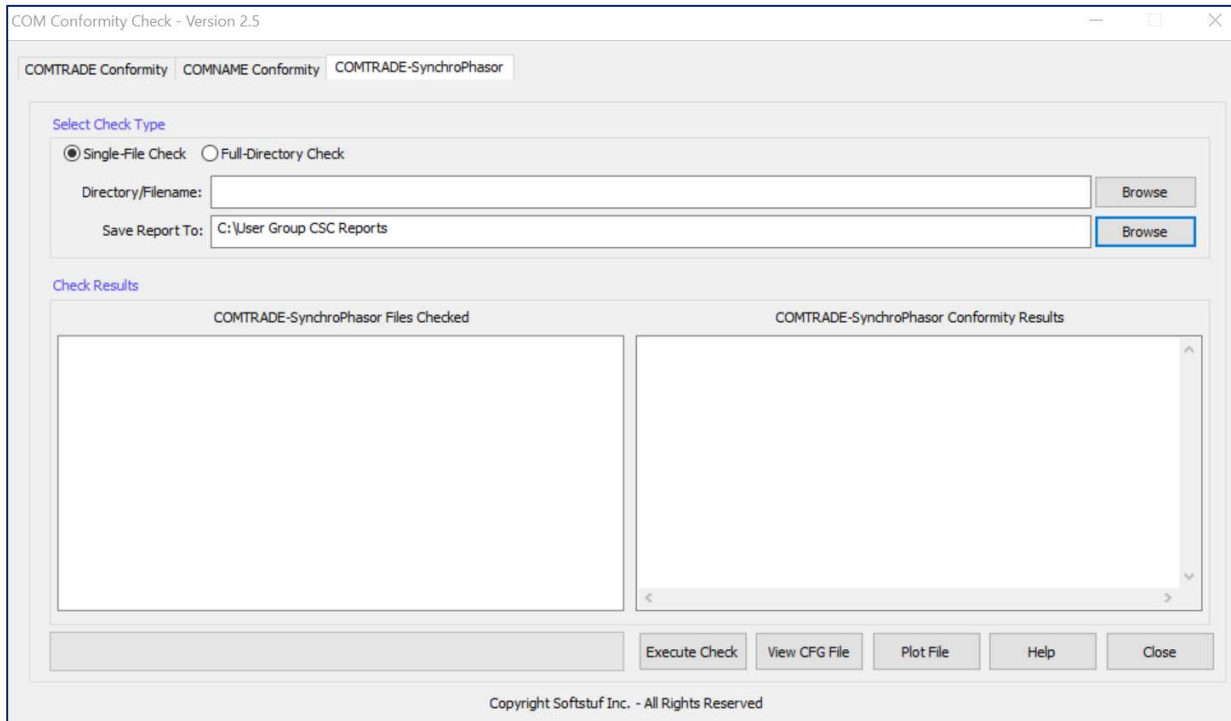 COM Conformity Check - Version 2.5
COMTRADE Conformity COMNAME Conformity COMTRADE-SynchroPhasor
Select Check Type
Single-File Check Full-Directory Check
Directory/Filename: Browse
Save Report To: C:\User Group CSC Reports Browse
Check Results
COMTRADE-SynchroPhasor Files Checked COMTRADE-SynchroPhasor Conformity Results
Execute Check View CFG File Plot File Help Close
Copyright Softstuf Inc. - All Rights Reserved